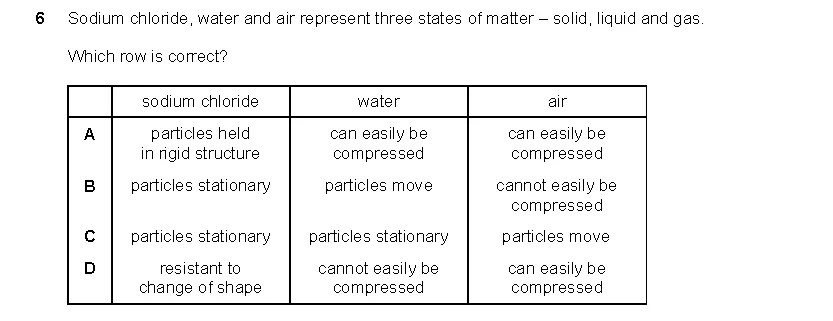 6 Sodium chloride, water and air represent three states of matter – solid, liquid and gas.
Which row is correct?
sodium chloride water air
A particles held in rigid structure can easily be compressed can easily be compressed
B particles stationary particles move cannot easily be compressed
C particles stationary particles stationary particles move
D resistant to change of shape cannot easily be compressed can easily be compressed